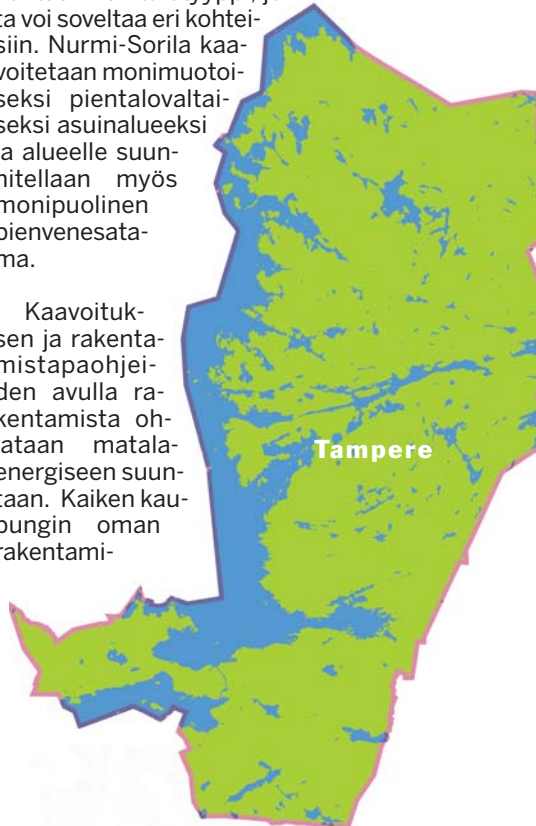 ta voi soveltaa eri kohtei-
siin. Nurmi-Sorila kaa-
voitetaan monimuotoi-
seksi pientalovaltai-
seksi asuinalueeksi
ja alueelle suun-
nitellaan myös
monipuolinen
pienvenesata-
ma.
Kaavoituk-
sen ja rakenta-
mistapaohjei-
den avulla ra-
kentamista oh-
jataan matala-
energiseen suun-
taan. Kaiken kau-
pungin oman
rakentami-
Tampere